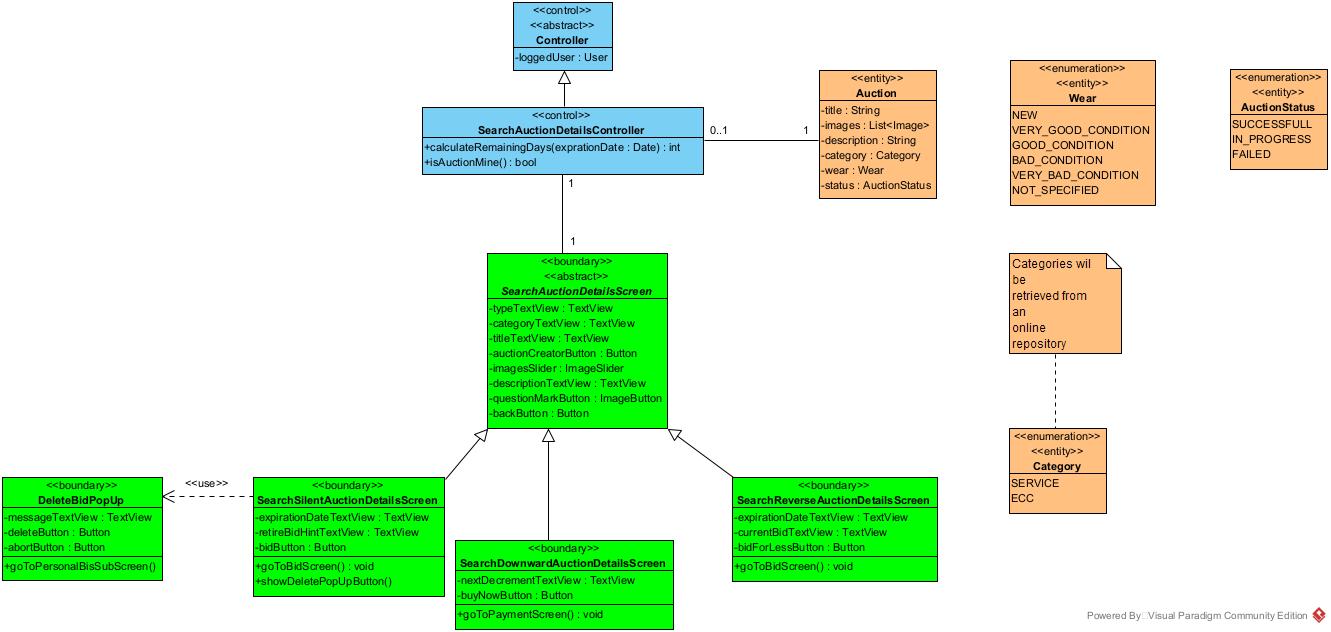 <<control>>
<<abstract>>
Controller
-loggedUser : User
<<control>>
SearchAuctionDetailsController
+calculateRemainingDays(exprationDate : Date) : int
+isAuctionMine() : bool
0..1
1
<<entity>>
Auction
-title : String
-images : List<Image>
-description : String
-category : Category
-wear : Wear
-status : AuctionStatus
<<enumeration>>
<<entity>>
Wear
NEW
VERY_GOOD_CONDITION
GOOD_CONDITION
BAD_CONDITION
VERY_BAD_CONDITION
NOT_SPECIFIED
<<enumeration>>
<<entity>>
AuctionStatus
SUCCESSFULL
IN_PROGRESS
FAILED
1
1
<<boundary>>
<<abstract>>
SearchAuctionDetailsScreen
-typeTextView : TextView
-categoryTextView : TextView
-titleTextView : TextView
-auctionCreatorButton : Button
-imagesSlider : ImageSlider
-descriptionTextView : TextView
-questionMarkButton : ImageButton
-backButton : Button
Categories wil
be
retrieved from
an
online
repository
<<enumeration>>
<<entity>>
Category
SERVICE
ECC
<<boundary>>
DeleteBidPopUp
-messageTextView : TextView
-deleteButton : Button
-abortButton : Button
+goToPersonalBisSubScreen()
<<use>>
<<boundary>>
SearchSilentAuctionDetailsScreen
-expirationDateTextView : TextView
-retireBidHintTextView : TextView
-bidButton : Button
+goToBidScreen() : void
+showDeletePopUpButton()
<<boundary>>
SearchDownwardAuctionDetailsScreen
-nextDecrementTextView : TextView
-buyNowButton : Button
+goToPaymentScreen() : void
<<boundary>>
SearchReverseAuctionDetailsScreen
-expirationDateTextView : TextView
-currentBidTextView : TextView
-bidForLessButton : Button
+goToBidScreen() : void
Powered By Visual Paradigm Community Edition